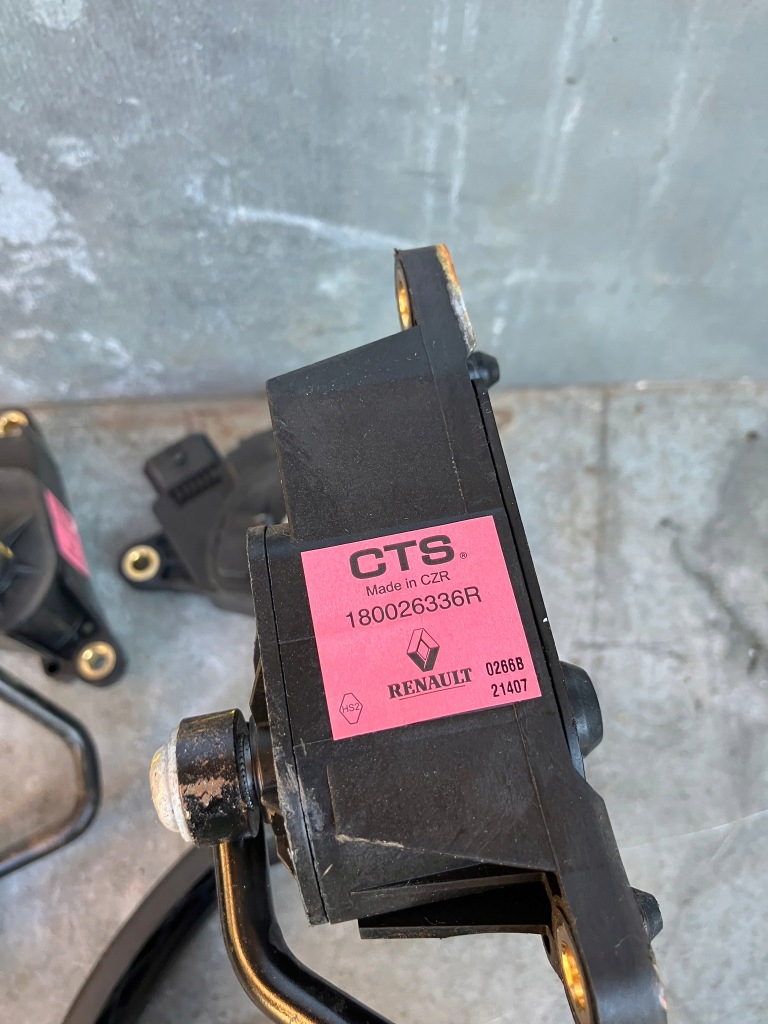 CTS®
Made in CZR
180026336R
RENAULT
0266B
21407
HS2